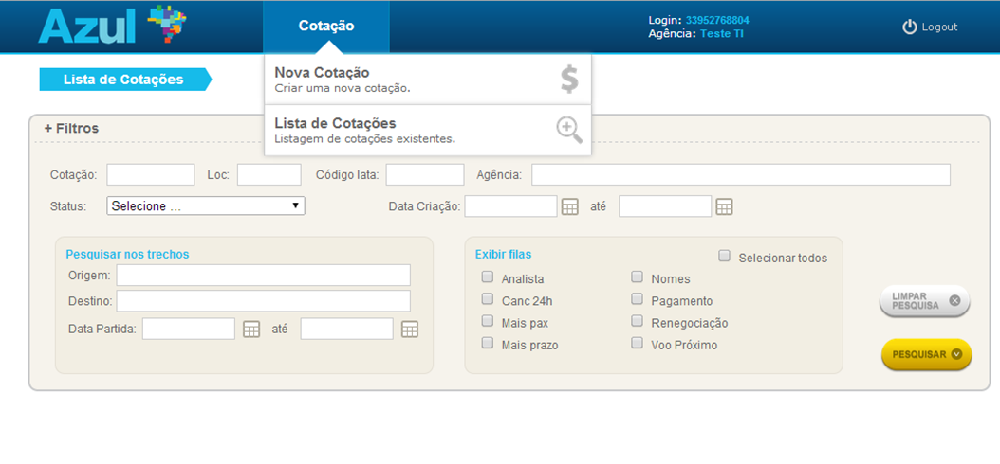 Azul
Cotação
Login: 33952768804
Agência: Teste TI
Logout
Lista de Cotações
Nova Cotação
Criar uma nova cotação.
Lista de Cotações
Listagem de cotações existentes.
+ Filtros
Cotação: Loc: Código Iata: Agência:
Status: Selecione ... Data Criação: até
Pesquisar nos trechos
Origem:
Destino:
Data Partida: até
Exibir filas
Selecionar todos
Analista Nomes
Canc 24h Pagamento
Mais pax Renegociação
Mais prazo Voo Próximo
LIMPAR
PESQUISA
PESQUISAR